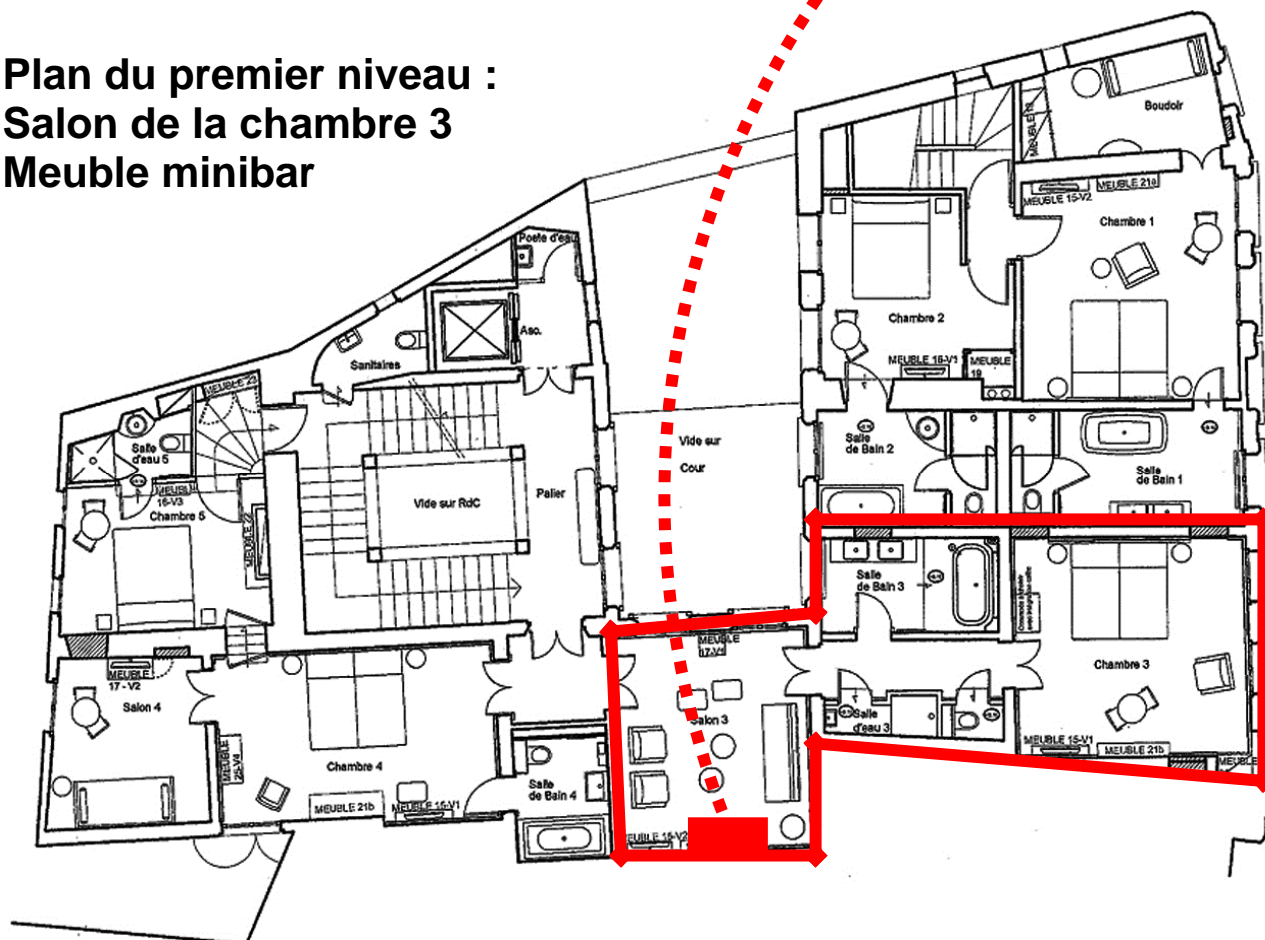 Plan du premier niveau :
Salon de la chambre 3
Meuble minibar
Boudoir
MEUBLE 15-V2
MEUBLE 21a
Chambre 1
Poste d'eau
Asc.
Sanitaires
Chambre 2
MEUBLE 16-V1
MEUBLE
19
MEUBLE 23
Salle
d'eau 5
MEUBLE
16-V3
Chambre 5
MEUBLE 22
Vide sur RdC
Palier
Vide sur
Cour
Salle
de Bain 2
Salle
de Bain 1
Salle
de Bain 3
MEUBLE
17-V1
Chambre 3
MEUBLE
17 - V2
Salon 4
MEUBLE
25-V4
Chambre 4
MEUBLE 21b
MEUBLE 15-V1
Salle
de Bain 4
Salon 3
Salle
d'eau 3
MEUBLE 15-V1
MEUBLE 21b
MEUBLE